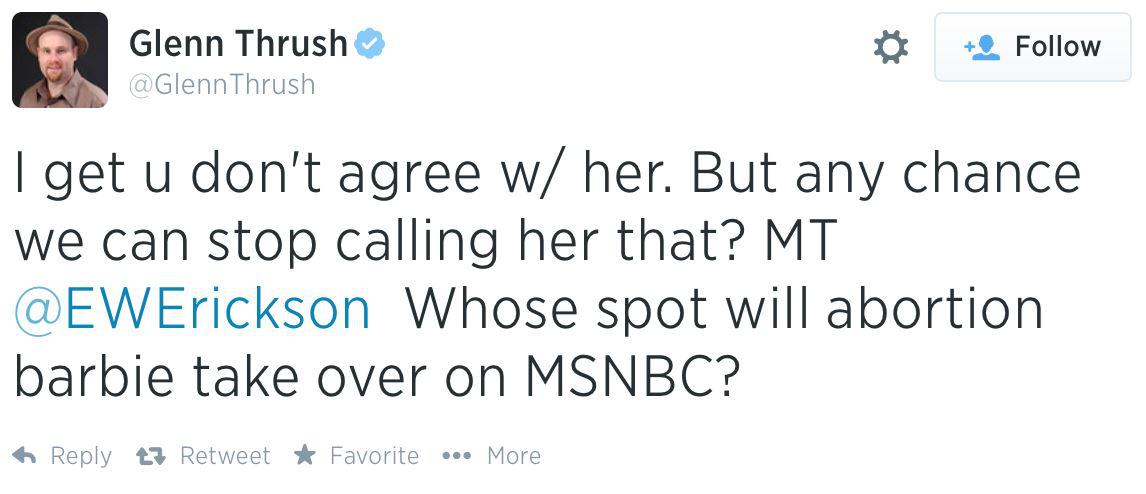 Glenn Thrush
@GlennThrush
Follow
I get u don't agree w/ her. But any chance
we can stop calling her that? MT
@EWErickson Whose spot will abortion
barbie take over on MSNBC?
Reply Retweet Favorite More